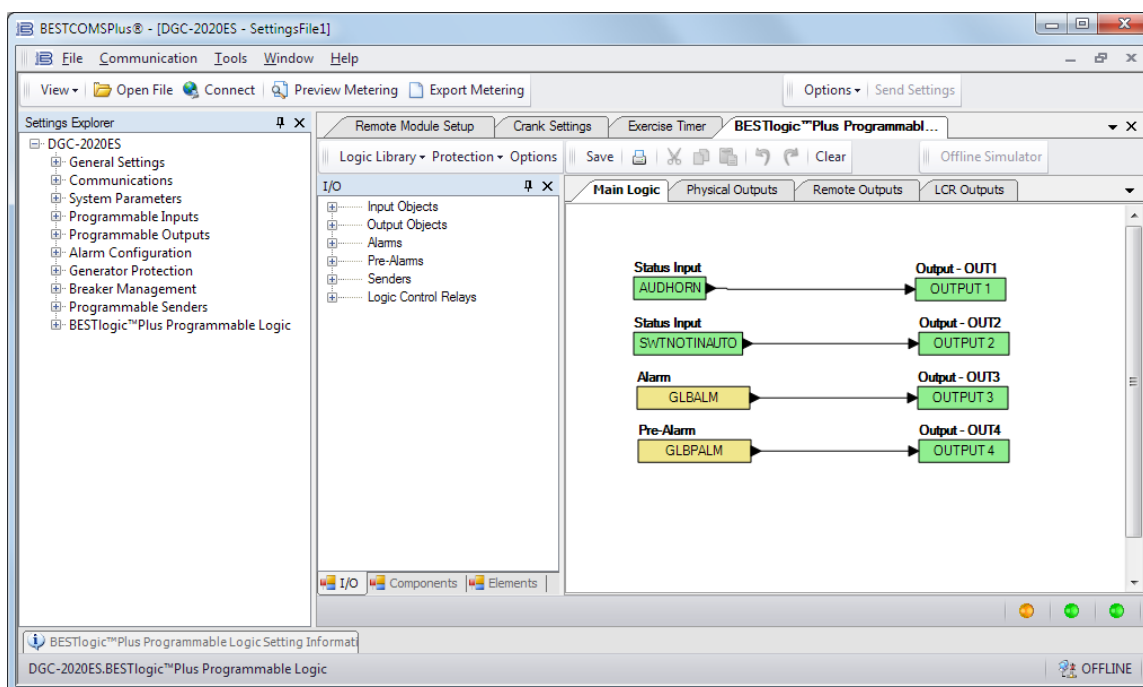 BESTCOMSPlus® - [DGC-2020ES - SettingsFile1]
File Communication Tools Window Help
View Open File Connect Preview Metering Export Metering Options Send Settings
Settings Explorer
DGC-2020ES
General Settings
Communications
System Parameters
Programmable Inputs
Programmable Outputs
Alarm Configuration
Generator Protection
Breaker Management
Programmable Senders
BESTlogic™Plus Programmable Logic
Remote Module Setup Crank Settings Exercise Timer BESTlogic™Plus Programmabl...
Logic Library Protection Options Save Clear Offline Simulator
I/O
Input Objects
Output Objects
Alarms
Pre-Alarms
Senders
Logic Control Relays
I/O Components Elements
Main Logic Physical Outputs Remote Outputs LCR Outputs
Status Input Output - OUT1
AUDHORN OUTPUT 1
Status Input Output - OUT2
SWTNOTINAUTO OUTPUT 2
Alarm Output - OUT3
GLBALM OUTPUT 3
Pre-Alarm Output - OUT4
GLBPALM OUTPUT 4
BESTlogic™Plus Programmable Logic Setting Informati
DGC-2020ES.BESTlogic™Plus Programmable Logic OFFLINE